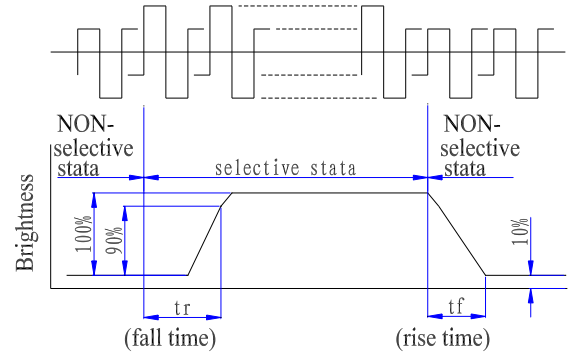 NON-
selective
stata
NON-
selective
stata
selective stata
Brightness
100%
90%
10%
tr
tf
(fall time)
(rise time)